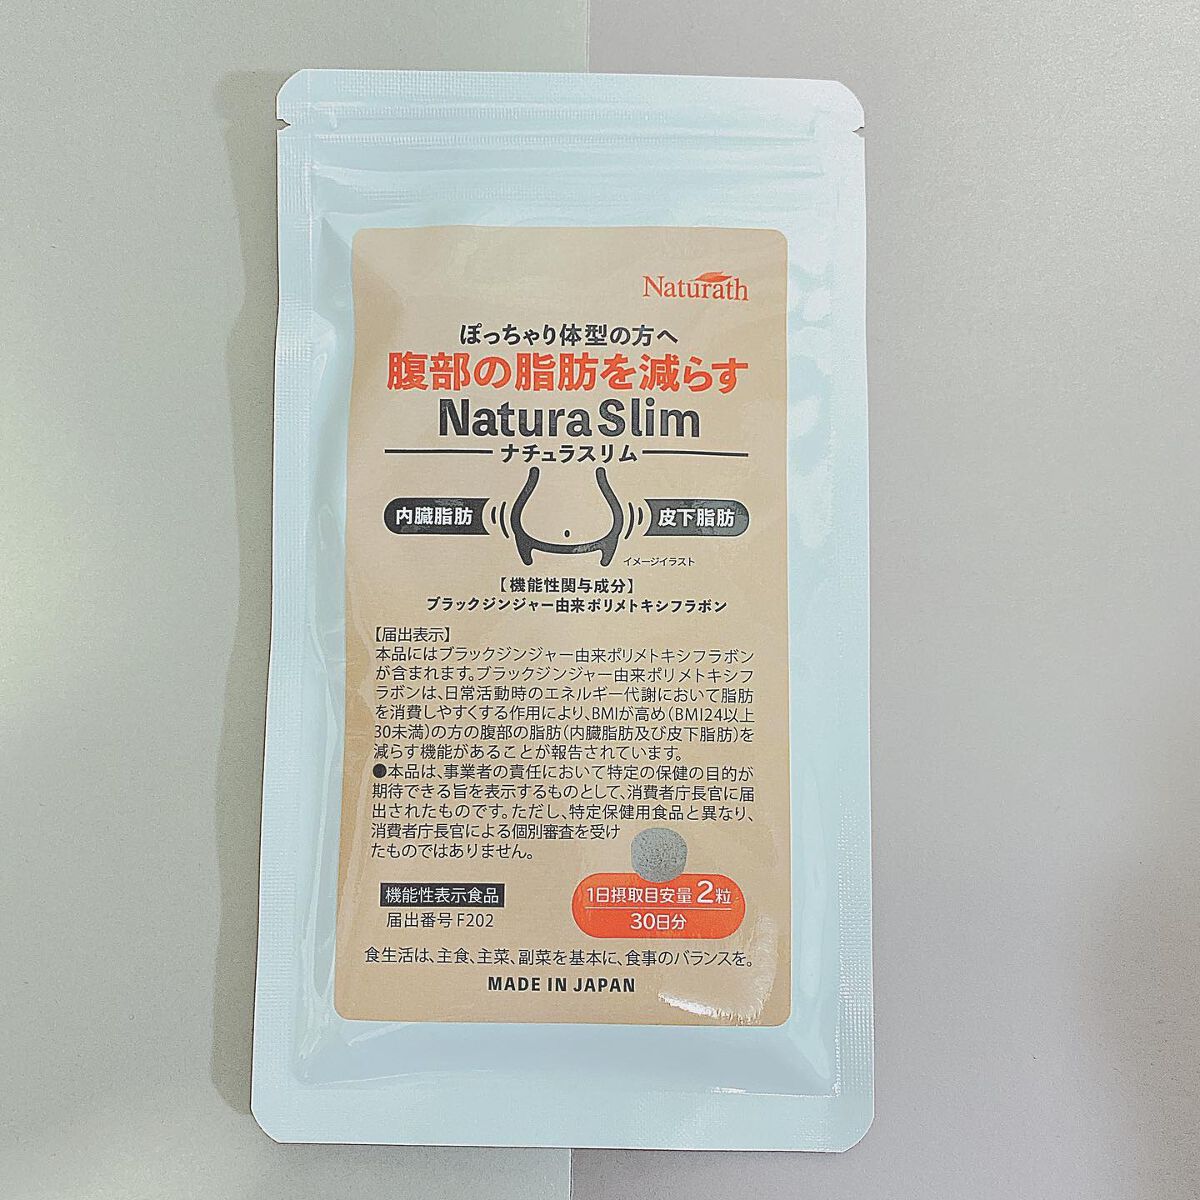 Naturath
ぽっちゃり体型の方へ
腹部の脂肪を減らす
Natura Slim
ナチュラスリム
内臓脂肪
皮下脂肪
イメージイラスト
【機能性関与成分】
ブラックジンジャー由来ポリメトキシフラボン
【届出表示】
本品にはブラックジンジャー由来ポリメトキシフラボン
が含まれます。ブラックジンジャー由来ポリメトキシフ
ラボンは、日常活動時のエネルギー代謝において脂肪
を消費しやすくする作用により、BMIが高め(BMI24以上
30未満)の方の腹部の脂肪(内臓脂肪及び皮下脂肪)を
減らす機能があることが報告されています。
●本品は、事業者の責任において特定の保健の目的が
期待できる旨を表示するものとして、消費者庁長官に届
出されたものです。ただし、特定保健用食品と異なり、
消費者庁長官による個別審査を受け
たものではありません。
機能性表示食品
届出番号 F202
1日摂取目安量 2粒
30日分
食生活は、主食、主菜、副菜を基本に、食事のバランスを。
MADE IN JAPAN